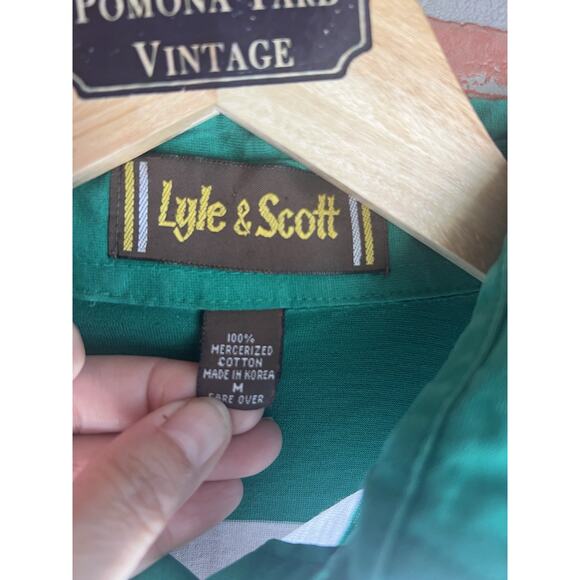 POMONA YARD
VINTAGE
Lyle & Scott
100%
MERCERIZED
COTTON
MADE IN KOREA
M
CARE OVER